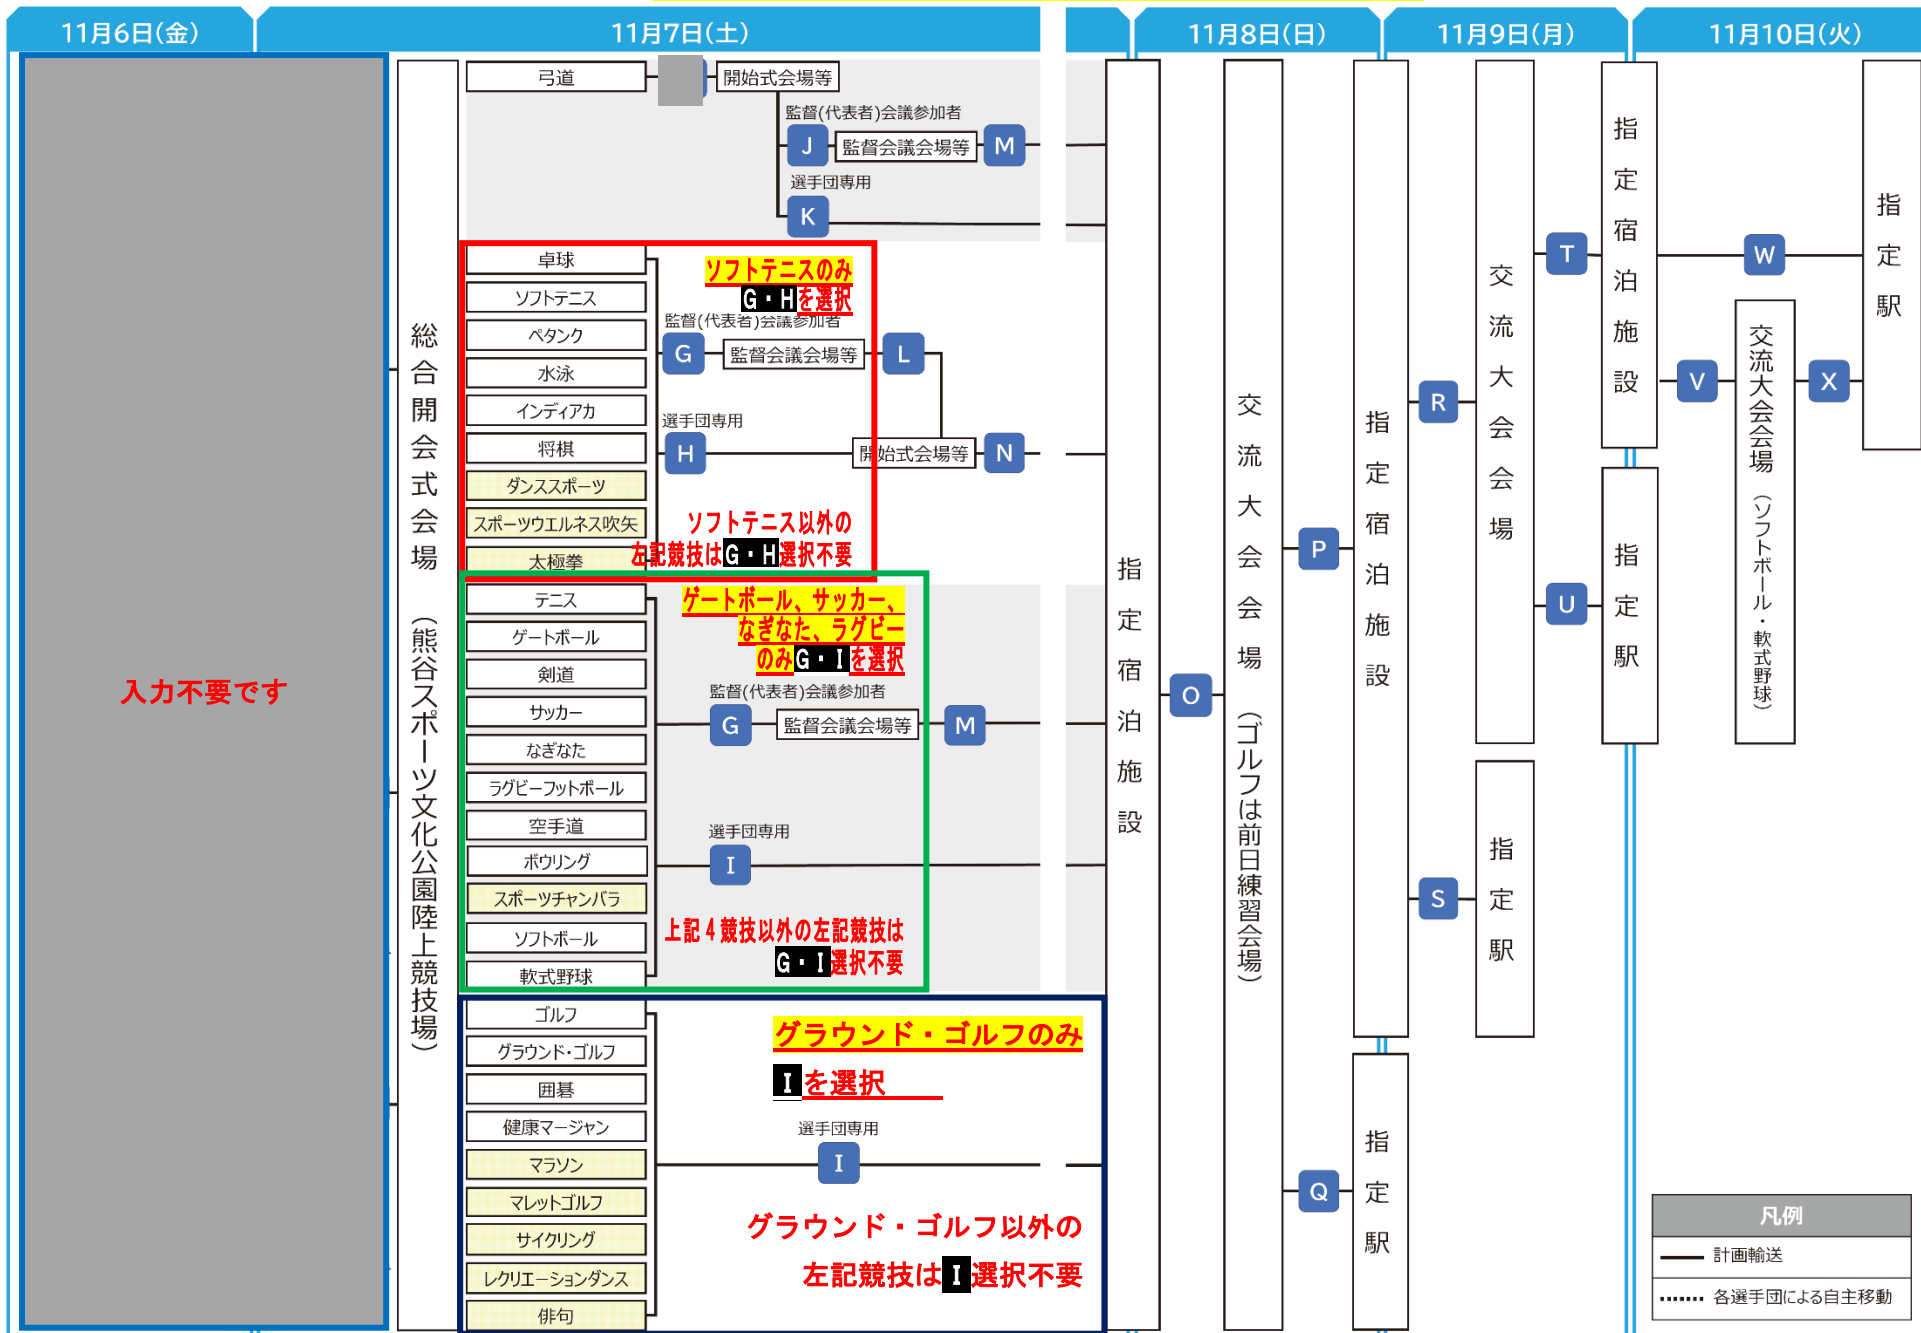 11月6日(金)
11月7日(土)
11月8日(日)
11月9日(月)
11月10日(火)
入力不要です
総合開会式会場 (熊谷スポーツ文化公園陸上競技場)
弓道
開始式会場等
監督(代表者)会議参加者
J
監督会議会場等
M
選手団専用
K
卓球
ソフトテニス
ペタンク
水泳
インディアカ
将棋
ダンススポーツ
スポーツウエルネス吹矢
太極拳
ソフトテニスのみ
G・Hを選択
監督(代表者)会議参加者
G
監督会議会場等
L
選手団専用
H
開始式会場等
N
ソフトテニス以外の
左記競技はG・H選択不要
テニス
ゲートボール
剣道
サッカー
なぎなた
ラグビーフットボール
空手道
ボウリング
スポーツチャンバラ
ソフトボール
軟式野球
ゲートボール、サッカー、
なぎなた、ラグビー
のみG・Iを選択
監督(代表者)会議参加者
G
監督会議会場等
M
選手団専用
I
上記4競技以外の左記競技は
G・I選択不要
ゴルフ
グラウンド・ゴルフ
囲碁
健康マージャン
マラソン
マレットゴルフ
サイクリング
レクリエーションダンス
俳句
グラウンド・ゴルフのみ
Iを選択
選手団専用
I
グラウンド・ゴルフ以外の
左記競技はI選択不要
指定宿泊施設
O
交流大会会場 (ゴルフは前日練習会場)
P
Q
指定宿泊施設
指定駅
R
S
交流大会会場
指定駅
T
U
指定宿泊施設
指定駅
W
V
交流大会会場 (ソフトボール・軟式野球)
X
指定駅
凡例
計画輸送
各選手団による自主移動